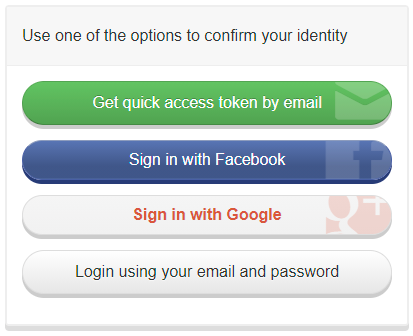 Use one of the options to confirm your identity
Get quick access token by email
Sign in with Facebook
Sign in with Google
Login using your email and password